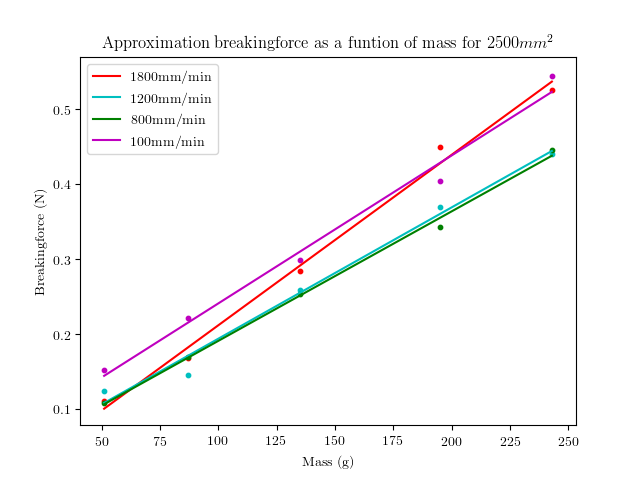 Approximation breakingforce as a funtion of mass for 2500mm²
1800mm/min
1200mm/min
800mm/min
100mm/min
0.5
0.4
0.3
0.2
0.1
Breakingforce (N)
50 75 100 125 150 175 200 225 250
Mass (g)